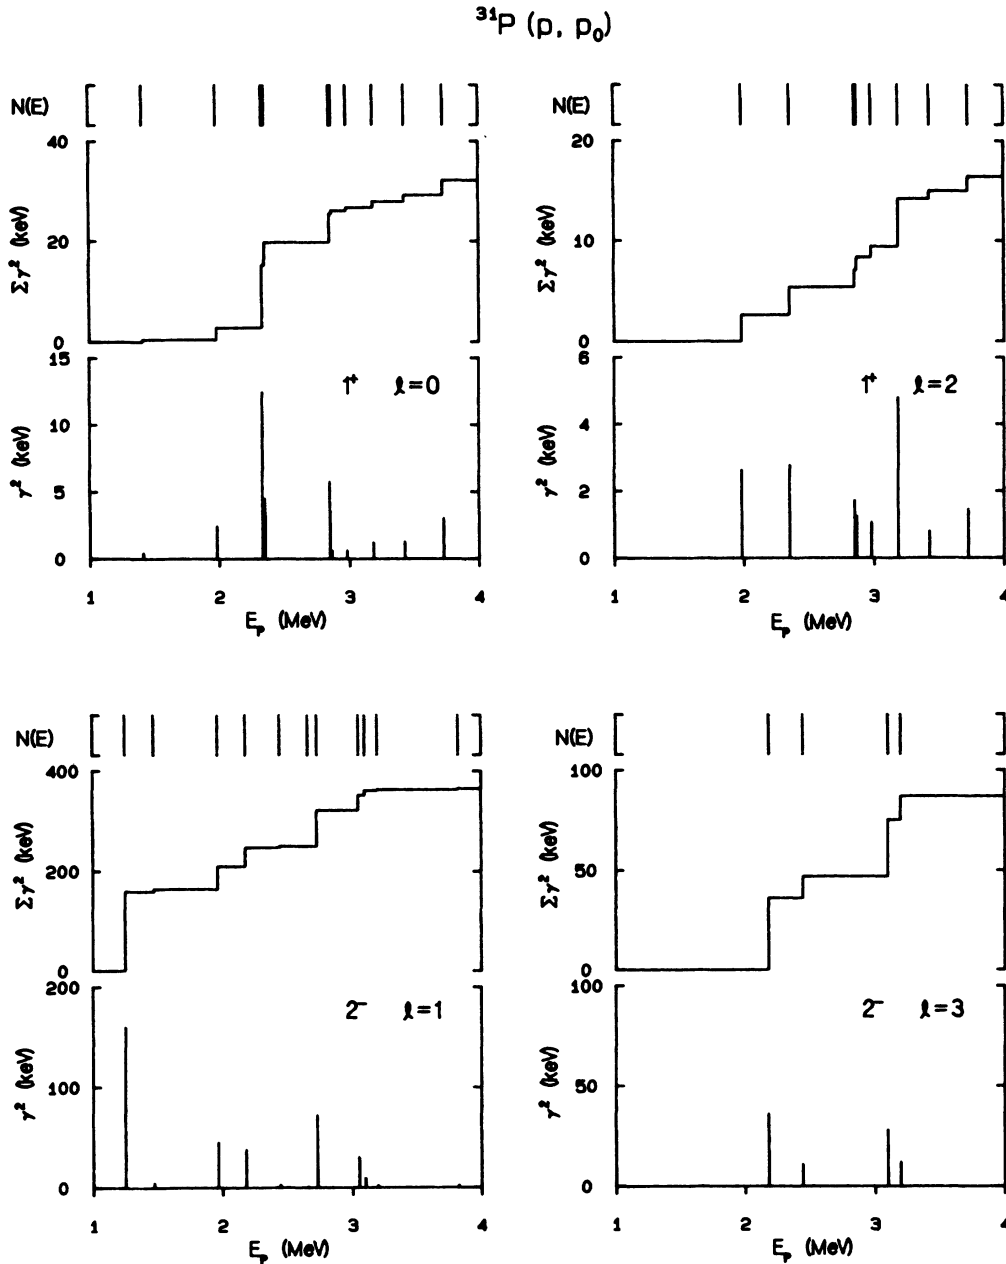 ³¹P (p, p₀)
N(E)
40
20
0
Σγ² (keV)
15
10
5
0
γ² (keV)
1⁺ ℓ=0
1 2 3 4
Eₚ (MeV)
N(E)
20
10
0
Σγ² (keV)
6
4
2
0
γ² (keV)
1⁺ ℓ=2
1 2 3 4
Eₚ (MeV)
N(E)
400
200
0
Σγ² (keV)
200
100
0
γ² (keV)
2⁻ ℓ=1
1 2 3 4
Eₚ (MeV)
N(E)
100
50
0
Σγ² (keV)
100
50
0
γ² (keV)
2⁻ ℓ=3
1 2 3 4
Eₚ (MeV)